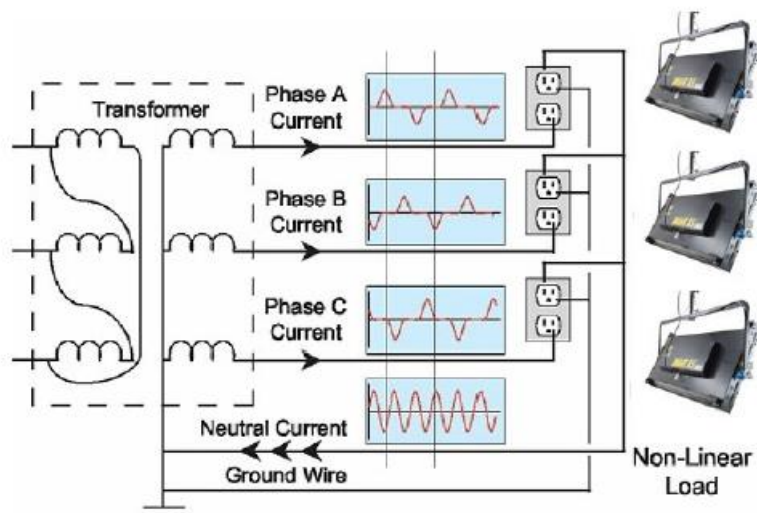 Transformer
Phase A
Current
Phase B
Current
Phase C
Current
Neutral Current
Ground Wire
Non-Linear
Load